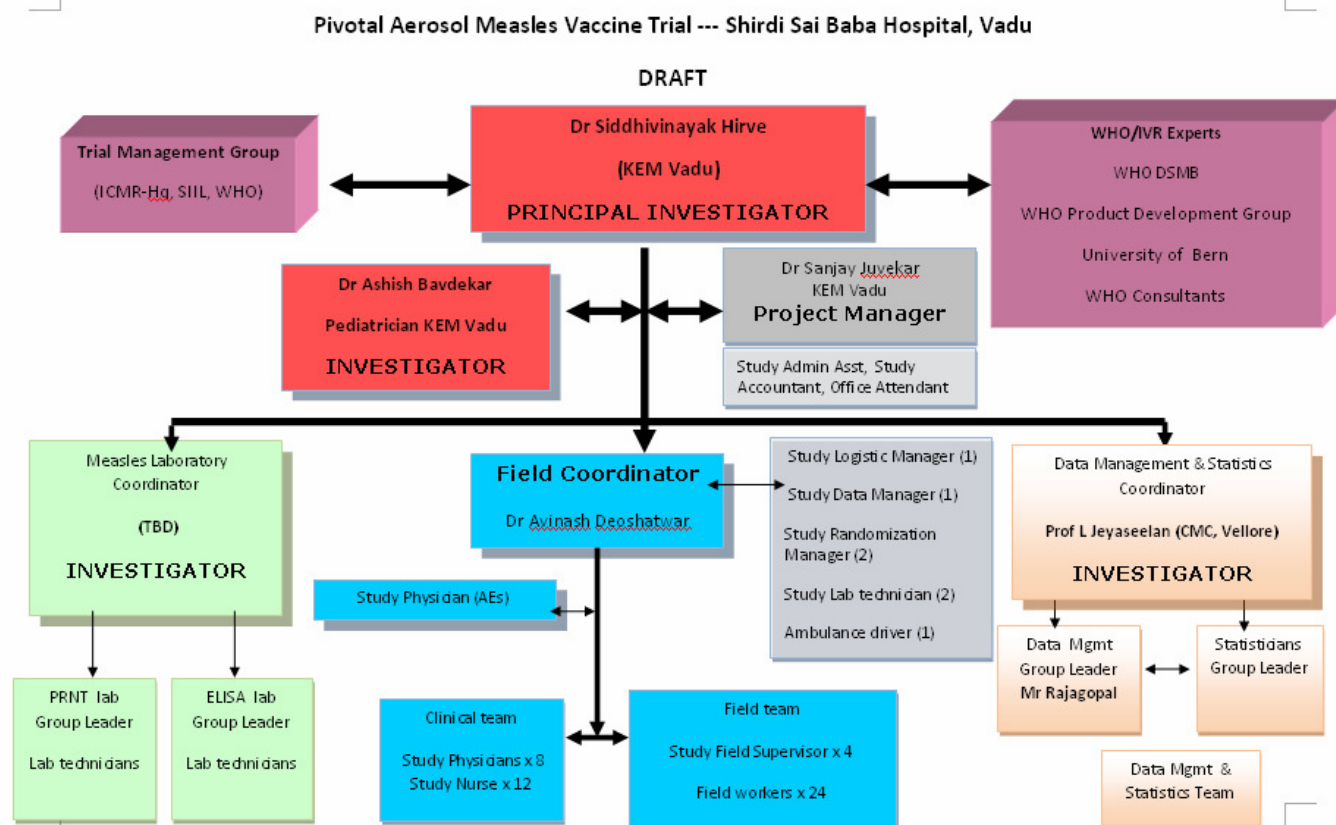 Pivotal Aerosol Measles Vaccine Trial --- Shirdi Sai Baba Hospital, Vadu
DRAFT
Trial Management Group
(ICMR-Hq, SIIL, WHO)
Dr Siddhivinayak Hirve
(KEM Vadu)
PRINCIPAL INVESTIGATOR
WHO/IVR Experts
WHO DSMB
WHO Product Development Group
University of Bern
WHO Consultants
Dr Ashish Bavdekar
Pediatrician KEM Vadu
INVESTIGATOR
Dr Sanjay Juvekar
KEM Vadu
Project Manager
Study Admin Asst, Study
Accountant, Office Attendant
Measles Laboratory
Coordinator
(TBD)
INVESTIGATOR
Field Coordinator
Dr Avinash Deoshatwar
Study Logistic Manager (1)
Study Data Manager (1)
Study Randomization
Manager (2)
Study Lab technician (2)
Ambulance driver (1)
Data Management & Statistics
Coordinator
Prof L Jeyaseelan (CMC, Vellore)
INVESTIGATOR
Study Physician (AEs)
PRNT lab
Group Leader
Lab technicians
ELISA lab
Group Leader
Lab technicians
Clinical team
Study Physicians x 8
Study Nurse x 12
Field team
Study Field Supervisor x 4
Field workers x 24
Data Mgmt
Group Leader
Mr Rajagopal
Statisticians
Group Leader
Data Mgmt &
Statistics Team